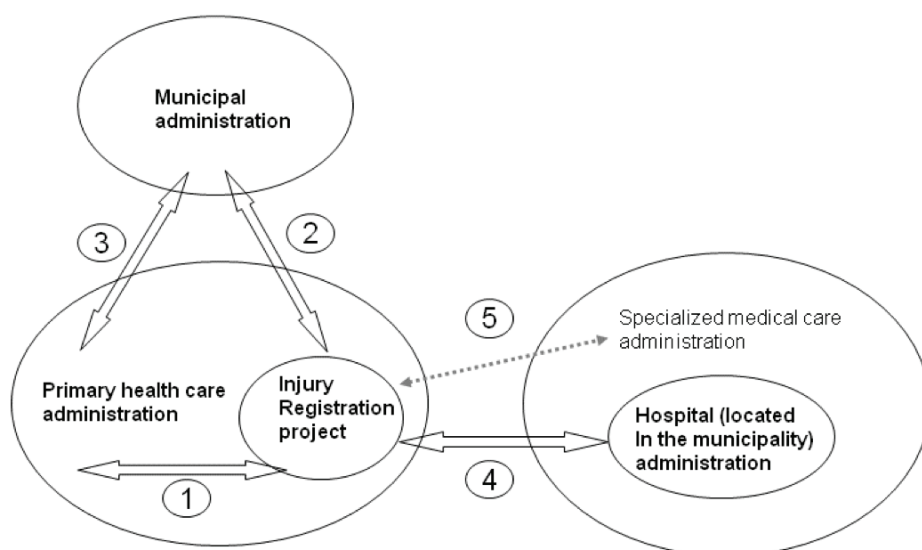 Municipal
administration
3
2
5
Specialized medical care
administration
Primary health care
administration
Injury
Registration
project
Hospital (located
In the municipality)
administration
4
1